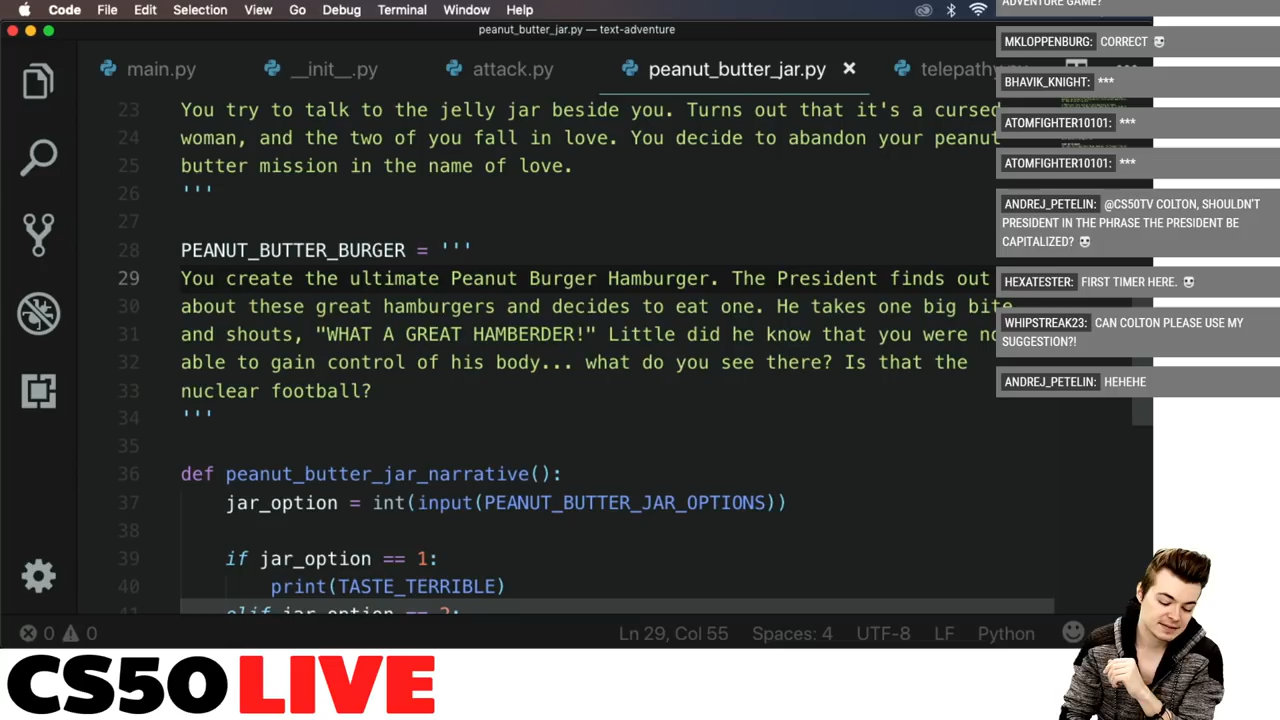 Code File Edit Selection View Go Debug Terminal Window Help
peanut_butter_jar.py — text-adventure
main.py __init__.py attack.py peanut_butter_jar.py telepathy
23 You try to talk to the jelly jar beside you. Turns out that it's a cursed
24 woman, and the two of you fall in love. You decide to abandon your peanut
25 butter mission in the name of love.
26 '''
27
28 PEANUT_BUTTER_BURGER = '''
29 You create the ultimate Peanut Burger Hamburger. The President finds out
30 about these great hamburgers and decides to eat one. He takes one big bite
31 and shouts, "WHAT A GREAT HAMBERDER!" Little did he know that you were
32 able to gain control of his body... what do you see there? Is that the
33 nuclear football?
34 '''
35
36 def peanut_butter_jar_narrative():
37 jar_option = int(input(PEANUT_BUTTER_JAR_OPTIONS))
38
39 if jar_option == 1:
40 print(TASTE_TERRIBLE)
41 elif jar_option == 2:
0 0 Ln 29, Col 55 Spaces: 4 UTF-8 LF Python
ADVENTURE GAME?
MKLOPPENBURG: CORRECT
BHAVIK_KNIGHT: ***
ATOMFIGHTER10101: ***
ATOMFIGHTER10101: ***
ANDREJ_PETELIN: @CS50TV COLTON, SHOULDN'T
PRESIDENT IN THE PHRASE THE PRESIDENT BE
CAPITALIZED?
HEXATESTER: FIRST TIMER HERE.
WHIPSTREAK23: CAN COLTON PLEASE USE MY
SUGGESTION?!
ANDREJ_PETELIN: HEHEHE
CS50 LIVE